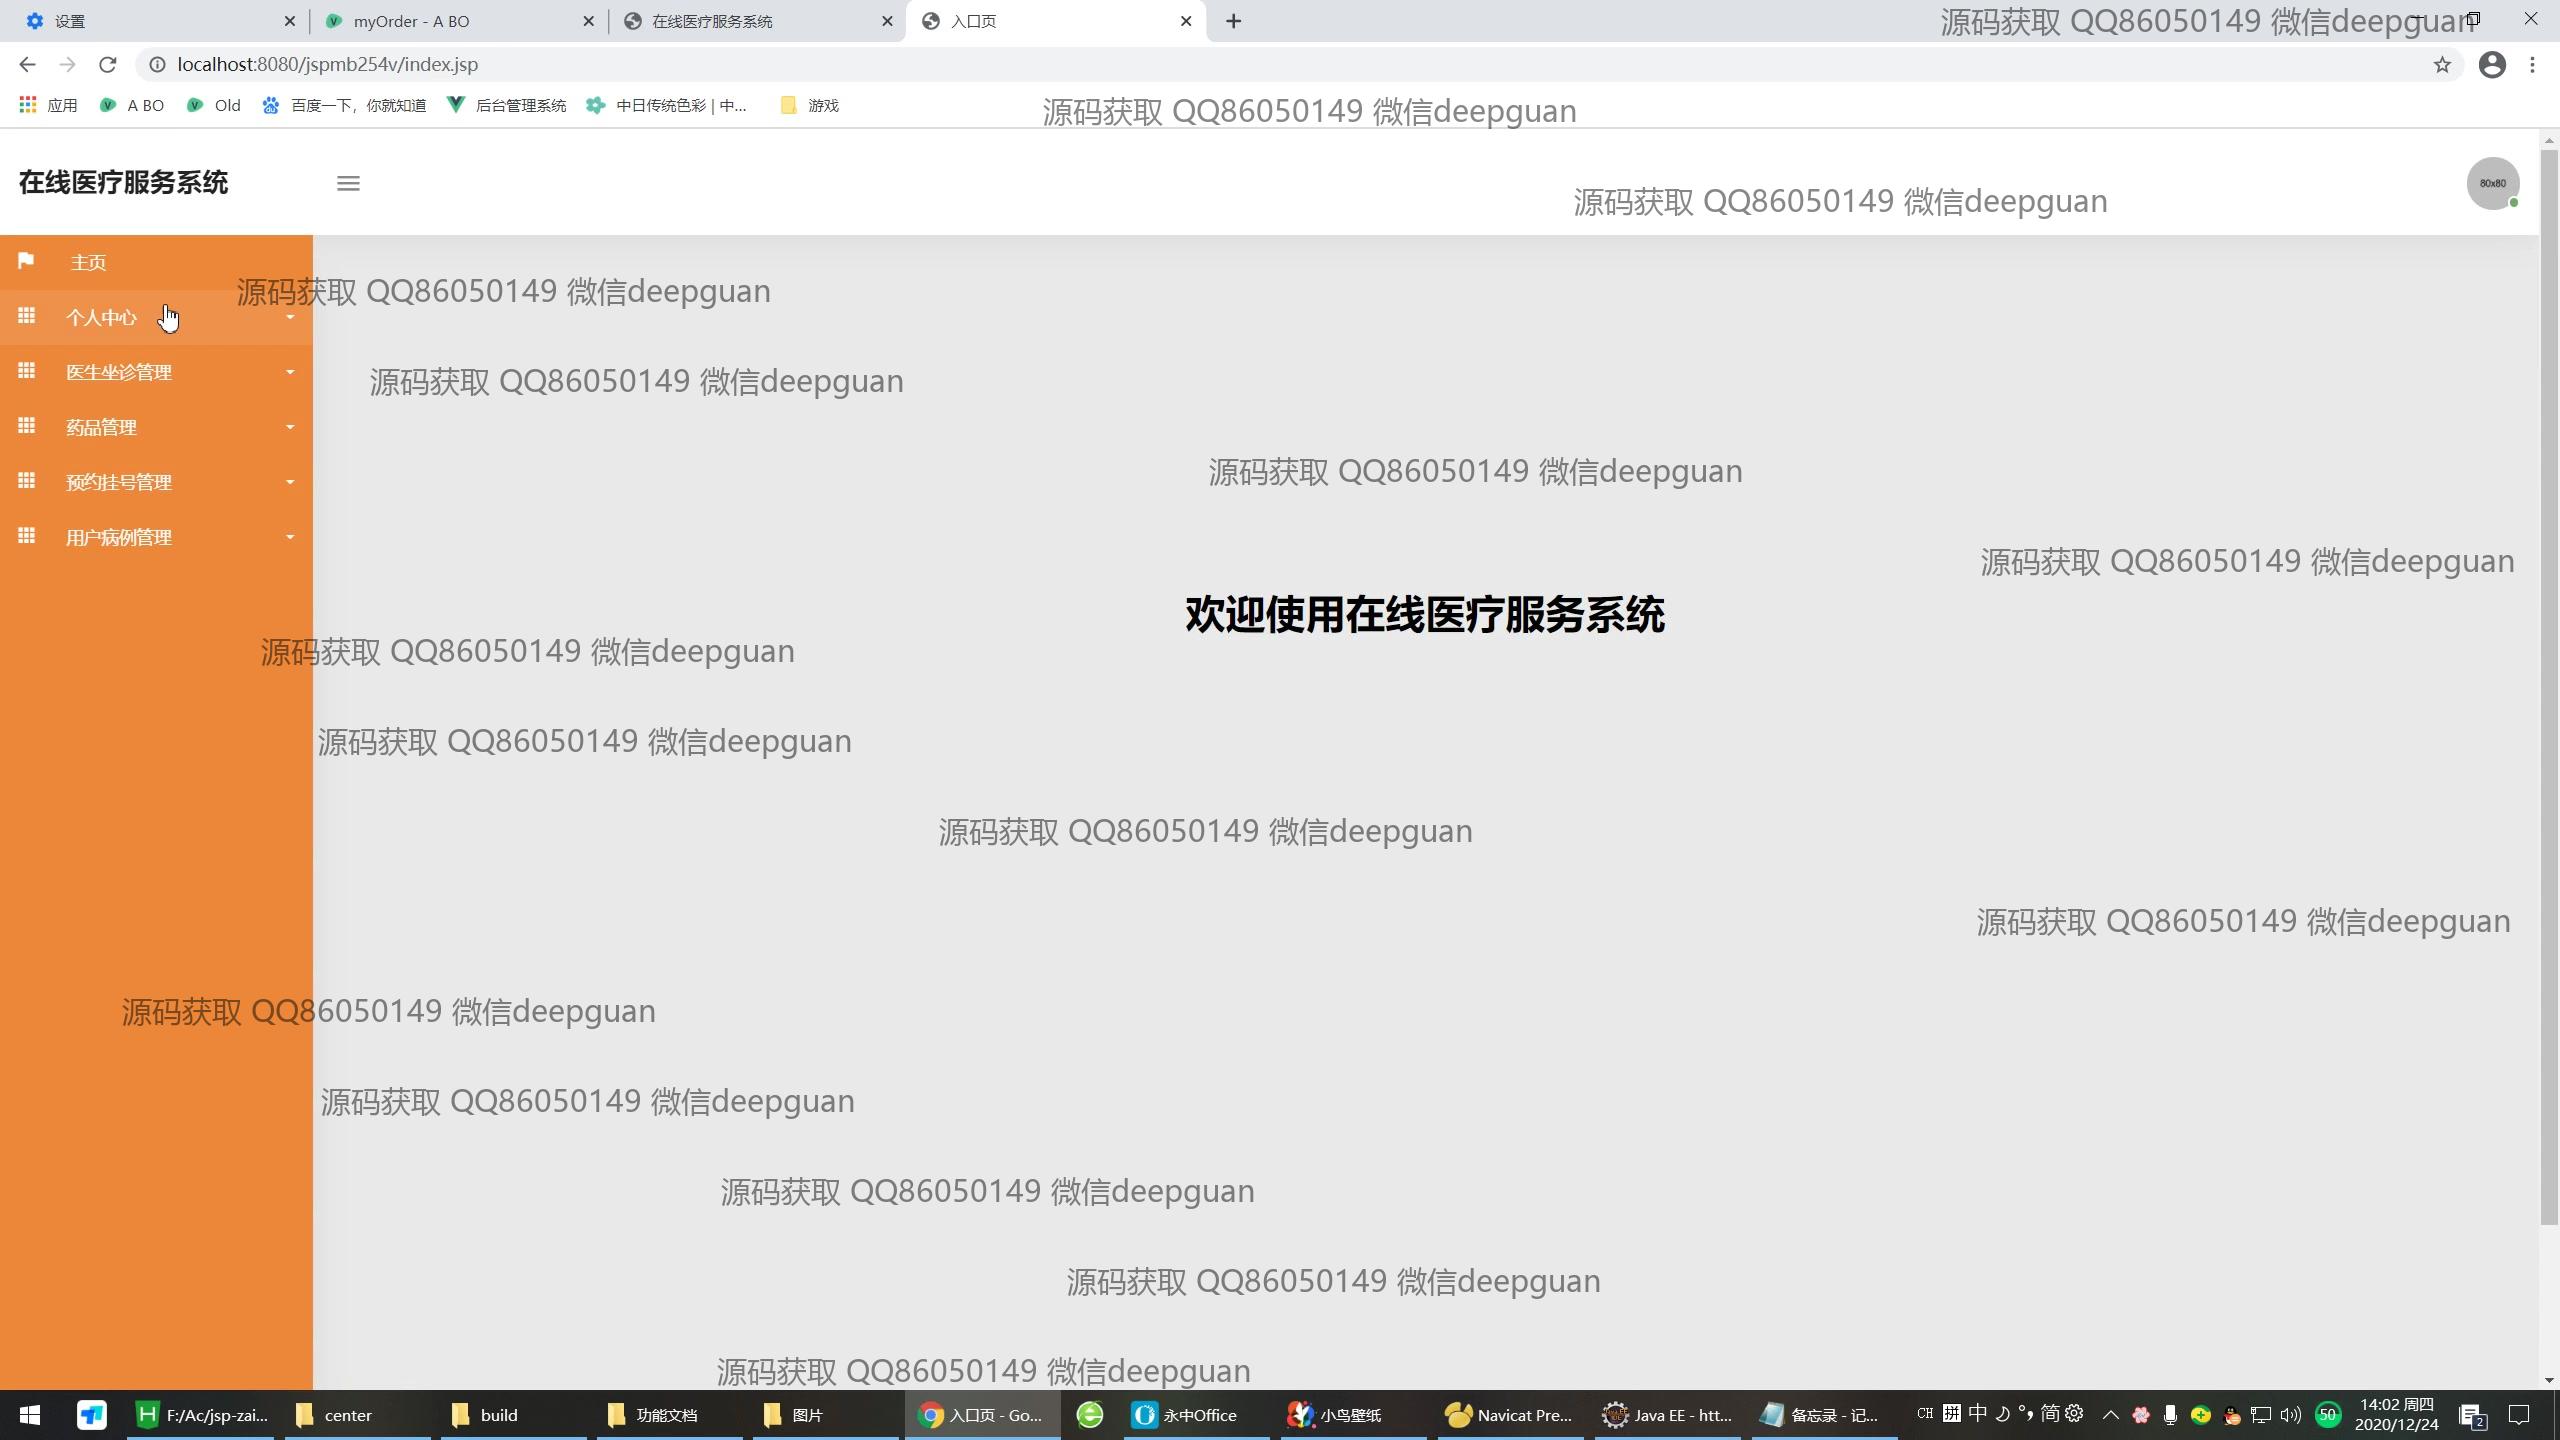 设置
myOrder - A BO
在线医疗服务系统
入口页
源码获取 QQ86050149 微信deepguan
localhost:8080/jspmb254v/index.jsp
应用
A BO
Old
百度一下，你就知道
后台管理系统
中日传统色彩 | 中...
游戏
源码获取 QQ86050149 微信deepguan
在线医疗服务系统
80x80
源码获取 QQ86050149 微信deepguan
主页
源码获取 QQ86050149 微信deepguan
个人中心
医生坐诊管理
源码获取 QQ86050149 微信deepguan
药品管理
源码获取 QQ86050149 微信deepguan
预约挂号管理
用户病例管理
源码获取 QQ86050149 微信deepguan
欢迎使用在线医疗服务系统
源码获取 QQ86050149 微信deepguan
源码获取 QQ86050149 微信deepguan
源码获取 QQ86050149 微信deepguan
源码获取 QQ86050149 微信deepguan
源码获取 QQ86050149 微信deepguan
源码获取 QQ86050149 微信deepguan
源码获取 QQ86050149 微信deepguan
源码获取 QQ86050149 微信deepguan
源码获取 QQ86050149 微信deepguan
F:/Ac/jsp-zai...
center
build
功能文档
图片
入口页 - Go...
永中Office
小鸟壁纸
Navicat Pre...
Java EE - htt...
备忘录 - 记...
CH 拼 中 简
50
14:02 周四
2020/12/24
2